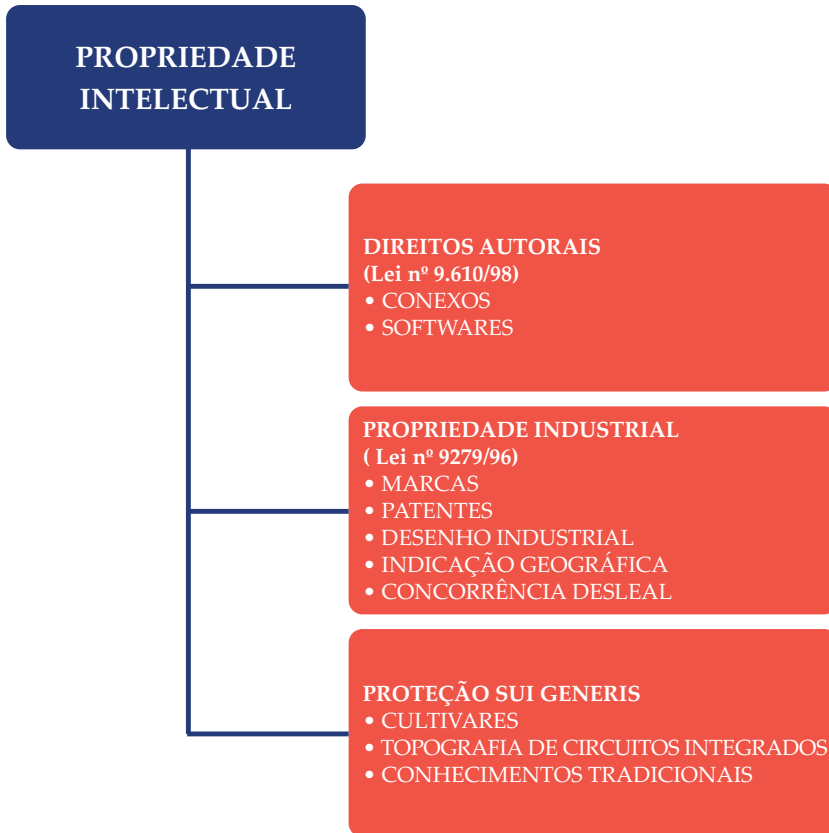 PROPRIEDADE
INTELECTUAL
DIREITOS AUTORAIS
(Lei nº 9.610/98)
• CONEXOS
• SOFTWARES
PROPRIEDADE INDUSTRIAL
( Lei nº 9279/96)
• MARCAS
• PATENTES
• DESENHO INDUSTRIAL
• INDICAÇÃO GEOGRÁFICA
• CONCORRÊNCIA DESLEAL
PROTEÇÃO SUI GENERIS
• CULTIVARES
• TOPOGRAFIA DE CIRCUITOS INTEGRADOS
• CONHECIMENTOS TRADICIONAIS